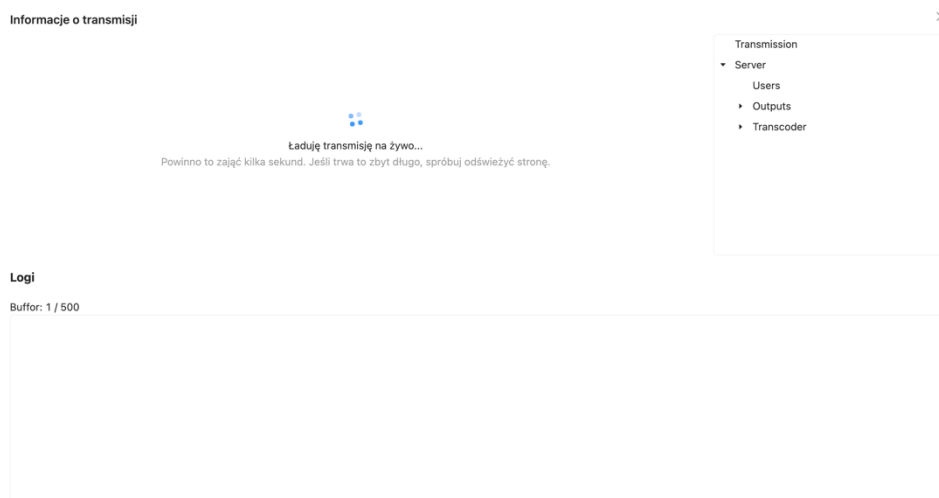 Informacje o transmisji
Transmission
Server
Users
Outputs
Transcoder
Ładuję transmisję na żywo...
Powinno to zająć kilka sekund. Jeśli trwa to zbyt długo, spróbuj odświeżyć stronę.
Logi
Buffor: 1 / 500